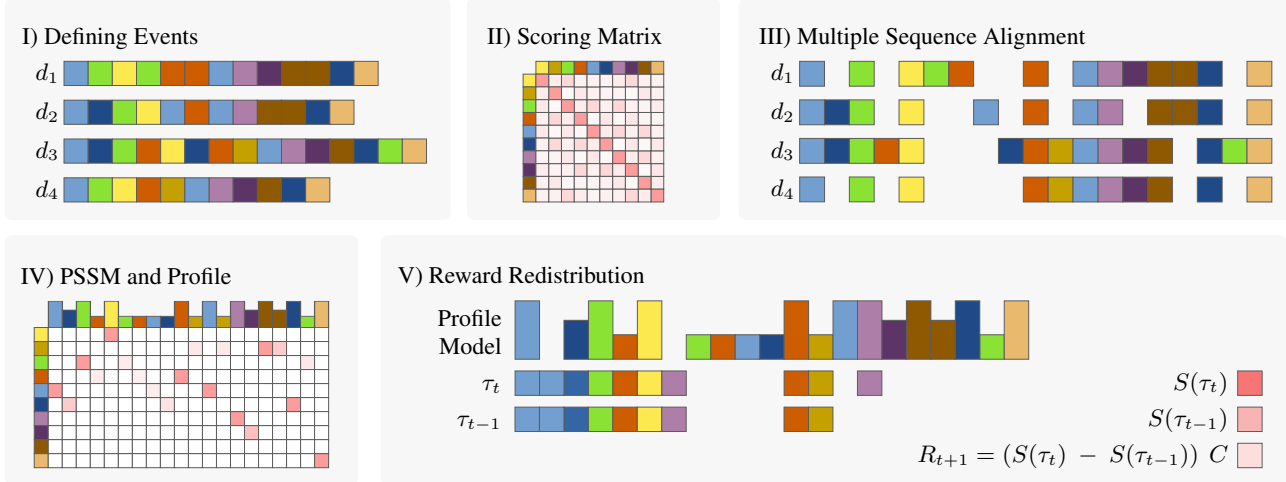 I) Defining Events
d₁
d₂
d₃
d₄
II) Scoring Matrix
III) Multiple Sequence Alignment
d₁
d₂
d₃
d₄
IV) PSSM and Profile
V) Reward Redistribution
Profile
Model
τₜ
τₜ₋₁
S(τₜ)
S(τₜ₋₁)
Rₜ₊₁ = (S(τₜ) − S(τₜ₋₁)) C